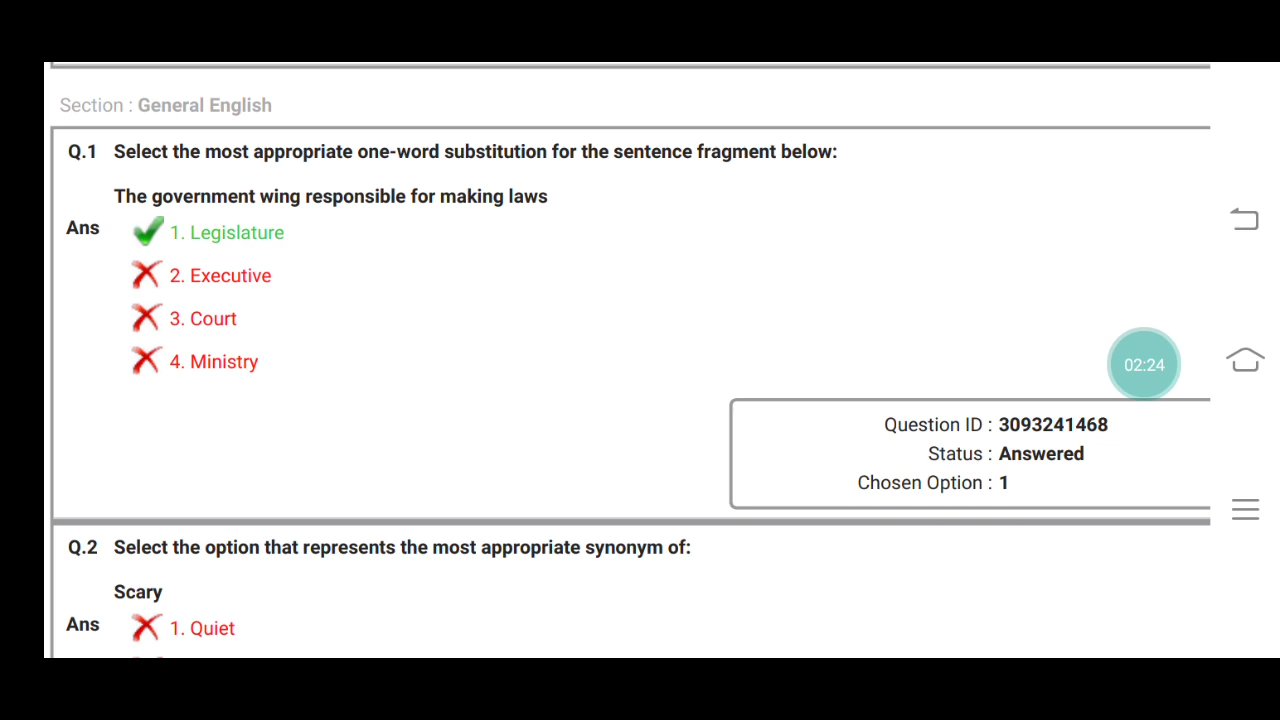 Section : General English
Q.1 Select the most appropriate one-word substitution for the sentence fragment below:
The government wing responsible for making laws
Ans 1. Legislature
2. Executive
3. Court
4. Ministry
02:24
Question ID : 3093241468
Status : Answered
Chosen Option : 1
Q.2 Select the option that represents the most appropriate synonym of:
Scary
Ans 1. Quiet